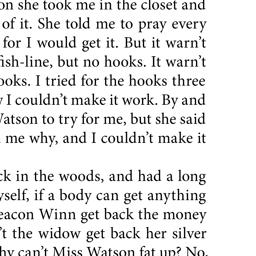 on she took me in the closet and
of it. She told me to pray every
for I would get it. But it warn't
fish-line, but no hooks. It warn't
ooks. I tried for the hooks three
I couldn't make it work. By and
Watson to try for me, but she said
me why, and I couldn't make it
ck in the woods, and had a long
yself, if a body can get anything
eacon Winn get back the money
't the widow get back her silver
hy can't Miss Watson fat up? No,